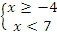 {x ≥ −4
x < 7